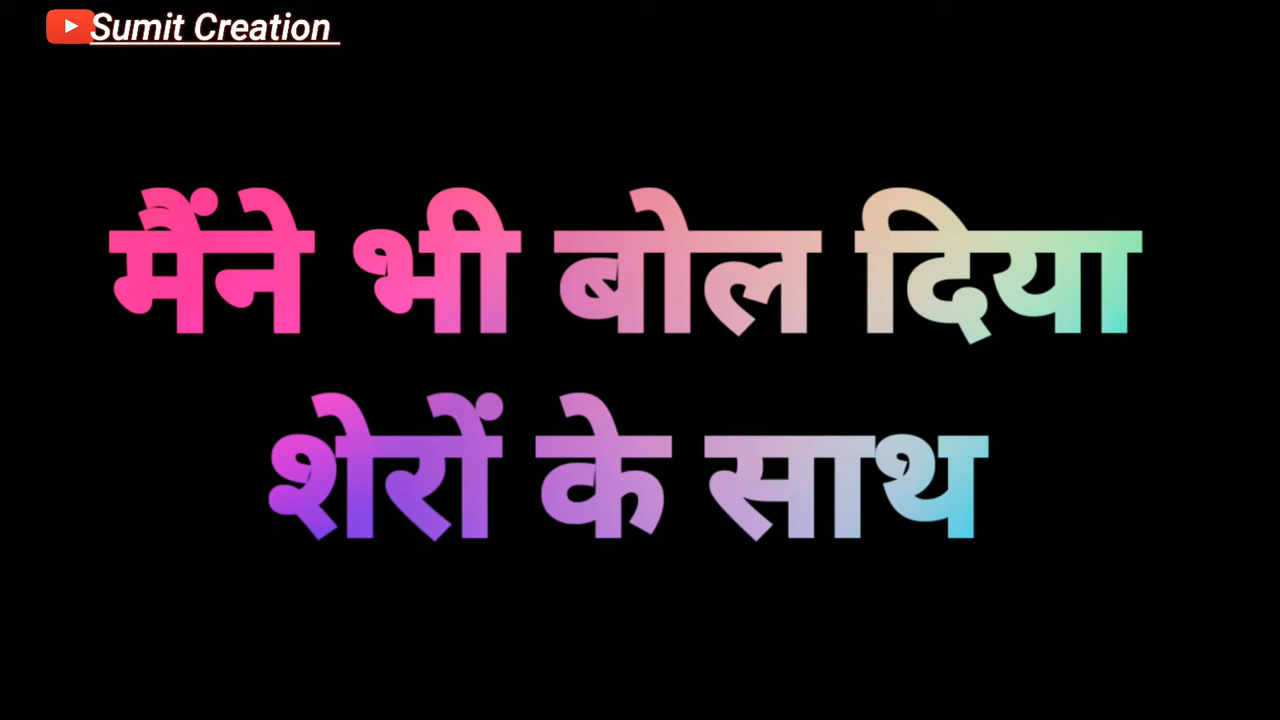 Sumit Creation
मैंने भी बोल दिया
शेरों के साथ